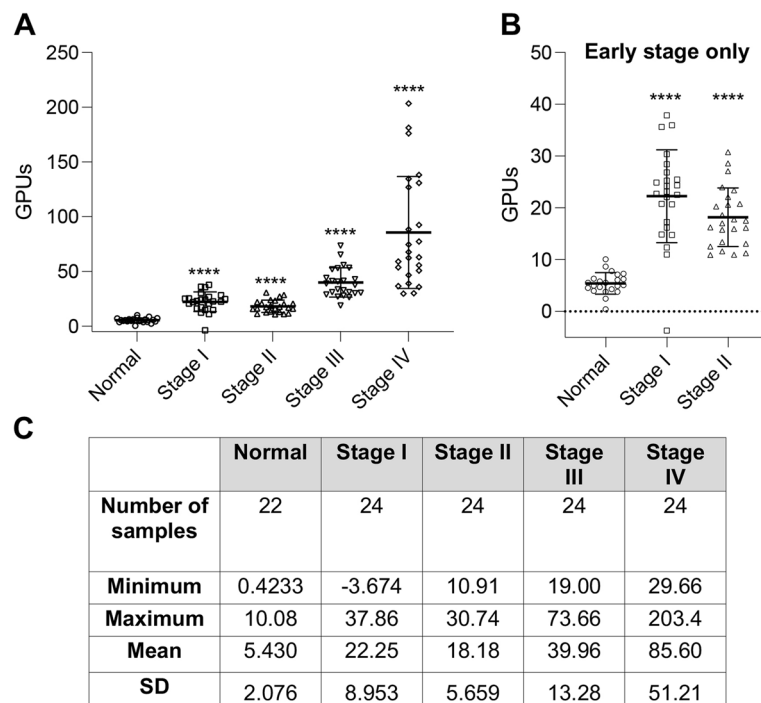 A
250
200
150
100
50
0
GPUs
****
****
****
****
Normal
Stage I
Stage II
Stage III
Stage IV
B
Early stage only
50
40
30
20
10
0
GPUs
****
****
Normal
Stage I
Stage II
C
Normal Stage I Stage II Stage Stage
III IV
Number of 22 24 24 24 24
samples
Minimum 0.4233 -3.674 10.91 19.00 29.66
Maximum 10.08 37.86 30.74 73.66 203.4
Mean 5.430 22.25 18.18 39.96 85.60
SD 2.076 8.953 5.659 13.28 51.21